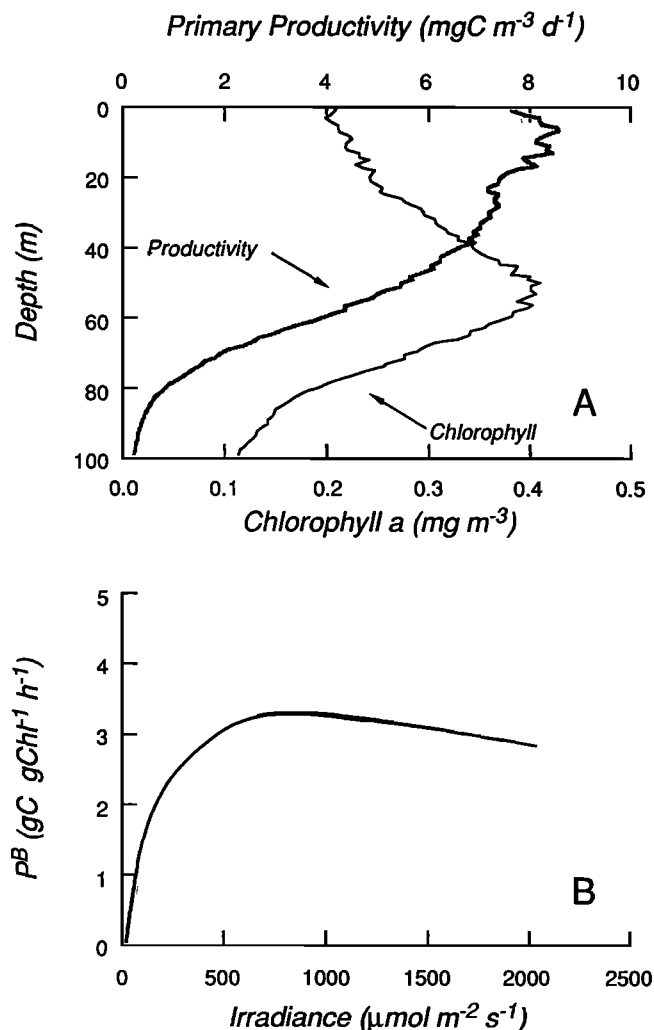 Primary Productivity (mgC m⁻³ d⁻¹)
0 2 4 6 8 10
0
20
40
60
80
100
Depth (m)
Productivity
Chlorophyll
A
0.0 0.1 0.2 0.3 0.4 0.5
Chlorophyll a (mg m⁻³)
5
4
3
2
1
0
Pᴮ (gC gChl⁻¹ h⁻¹)
B
0 500 1000 1500 2000 2500
Irradiance (μmol m⁻² s⁻¹)